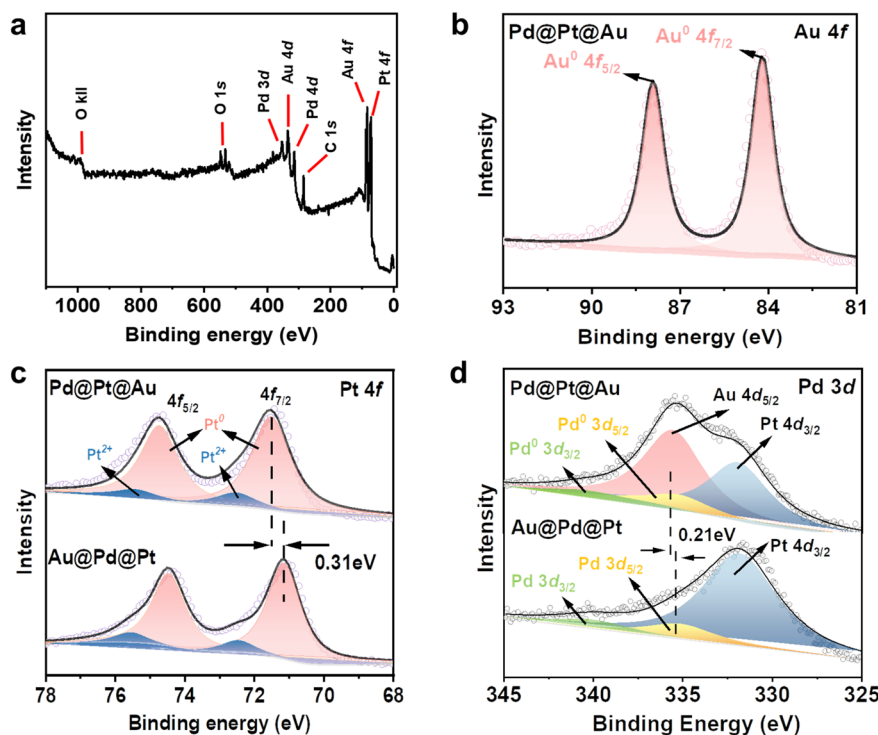 a
O kll
O 1s
Pd 3d
Au 4d
Pd 4d
C 1s
Au 4f
Pt 4f
Intensity
1000 800 600 400 200 0
Binding energy (eV)
b
Pd@Pt@Au
Au 4f
Au⁰ 4f₇/₂
Au⁰ 4f₅/₂
Intensity
93 90 87 84 81
Binding energy (eV)
c
Pd@Pt@Au
Pt 4f
4f₅/₂
4f₇/₂
Pt⁰
Pt²⁺
Pt²⁺
Au@Pd@Pt
0.31eV
Intensity
78 76 74 72 70 68
Binding energy (eV)
d
Pd@Pt@Au
Pd 3d
Au 4d₅/₂
Pt 4d₃/₂
Pd⁰ 3d₅/₂
Pd⁰ 3d₃/₂
0.21eV
Au@Pd@Pt
Pt 4d₃/₂
Pd 3d₅/₂
Pd 3d₃/₂
Intensity
345 340 335 330 325
Binding Energy (eV)